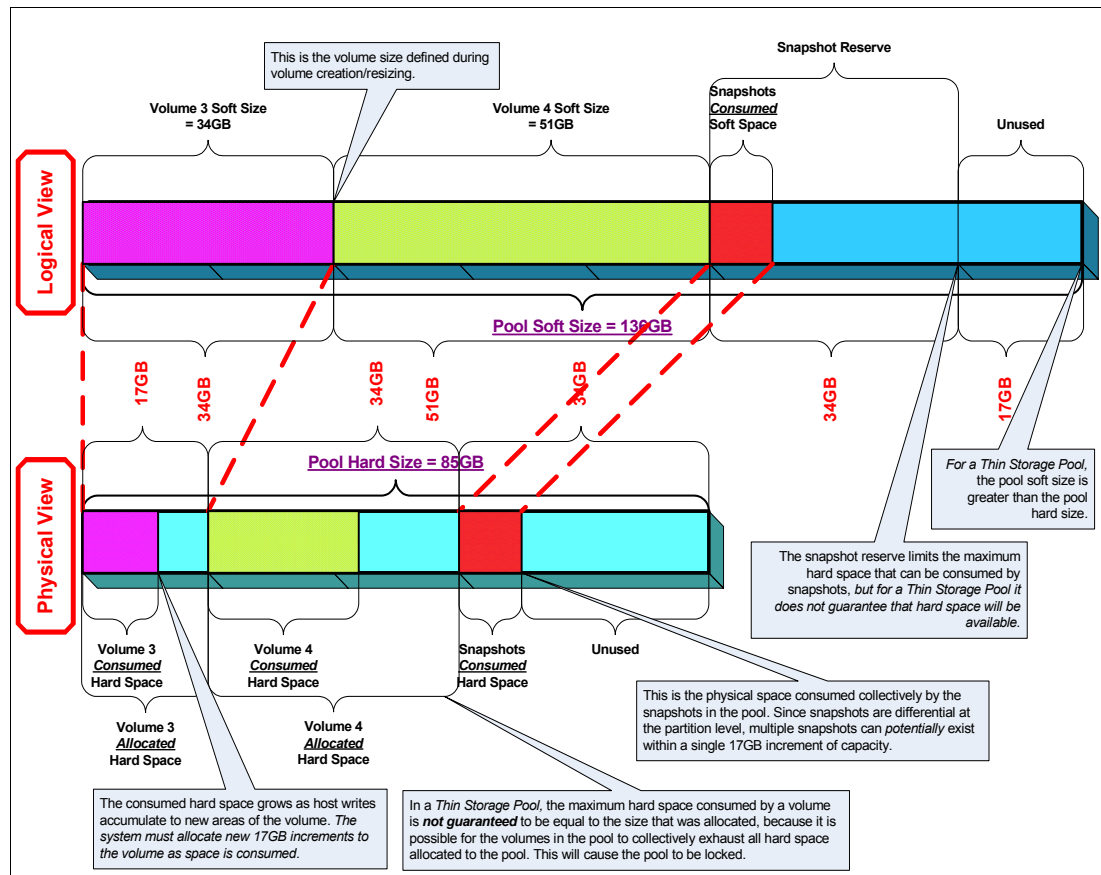 Snapshot Reserve
This is the volume size defined during
volume creation/resizing.
Volume 3 Soft Size
= 34GB
Volume 4 Soft Size
= 51GB
Snapshots
Consumed
Soft Space
Unused
Logical View
Pool Soft Size = 136GB
17GB
34GB
34GB
51GB
34GB
34GB
17GB
Physical View
Pool Hard Size = 85GB
For a Thin Storage Pool,
the pool soft size is
greater than the pool
hard size.
The snapshot reserve limits the maximum
hard space that can be consumed by
snapshots, but for a Thin Storage Pool it
does not guarantee that hard space will be
available.
Volume 3
Consumed
Hard Space
Volume 4
Consumed
Hard Space
Snapshots
Consumed
Hard Space
Unused
Volume 3
Allocated
Hard Space
Volume 4
Allocated
Hard Space
This is the physical space consumed collectively by the
snapshots in the pool. Since snapshots are differential at
the partition level, multiple snapshots can potentially exist
within a single 17GB increment of capacity.
The consumed hard space grows as host writes
accumulate to new areas of the volume. The
system must allocate new 17GB increments to
the volume as space is consumed.
In a Thin Storage Pool, the maximum hard space consumed by a volume
is not guaranteed to be equal to the size that was allocated, because it is
possible for the volumes in the pool to collectively exhaust all hard space
allocated to the pool. This will cause the pool to be locked.